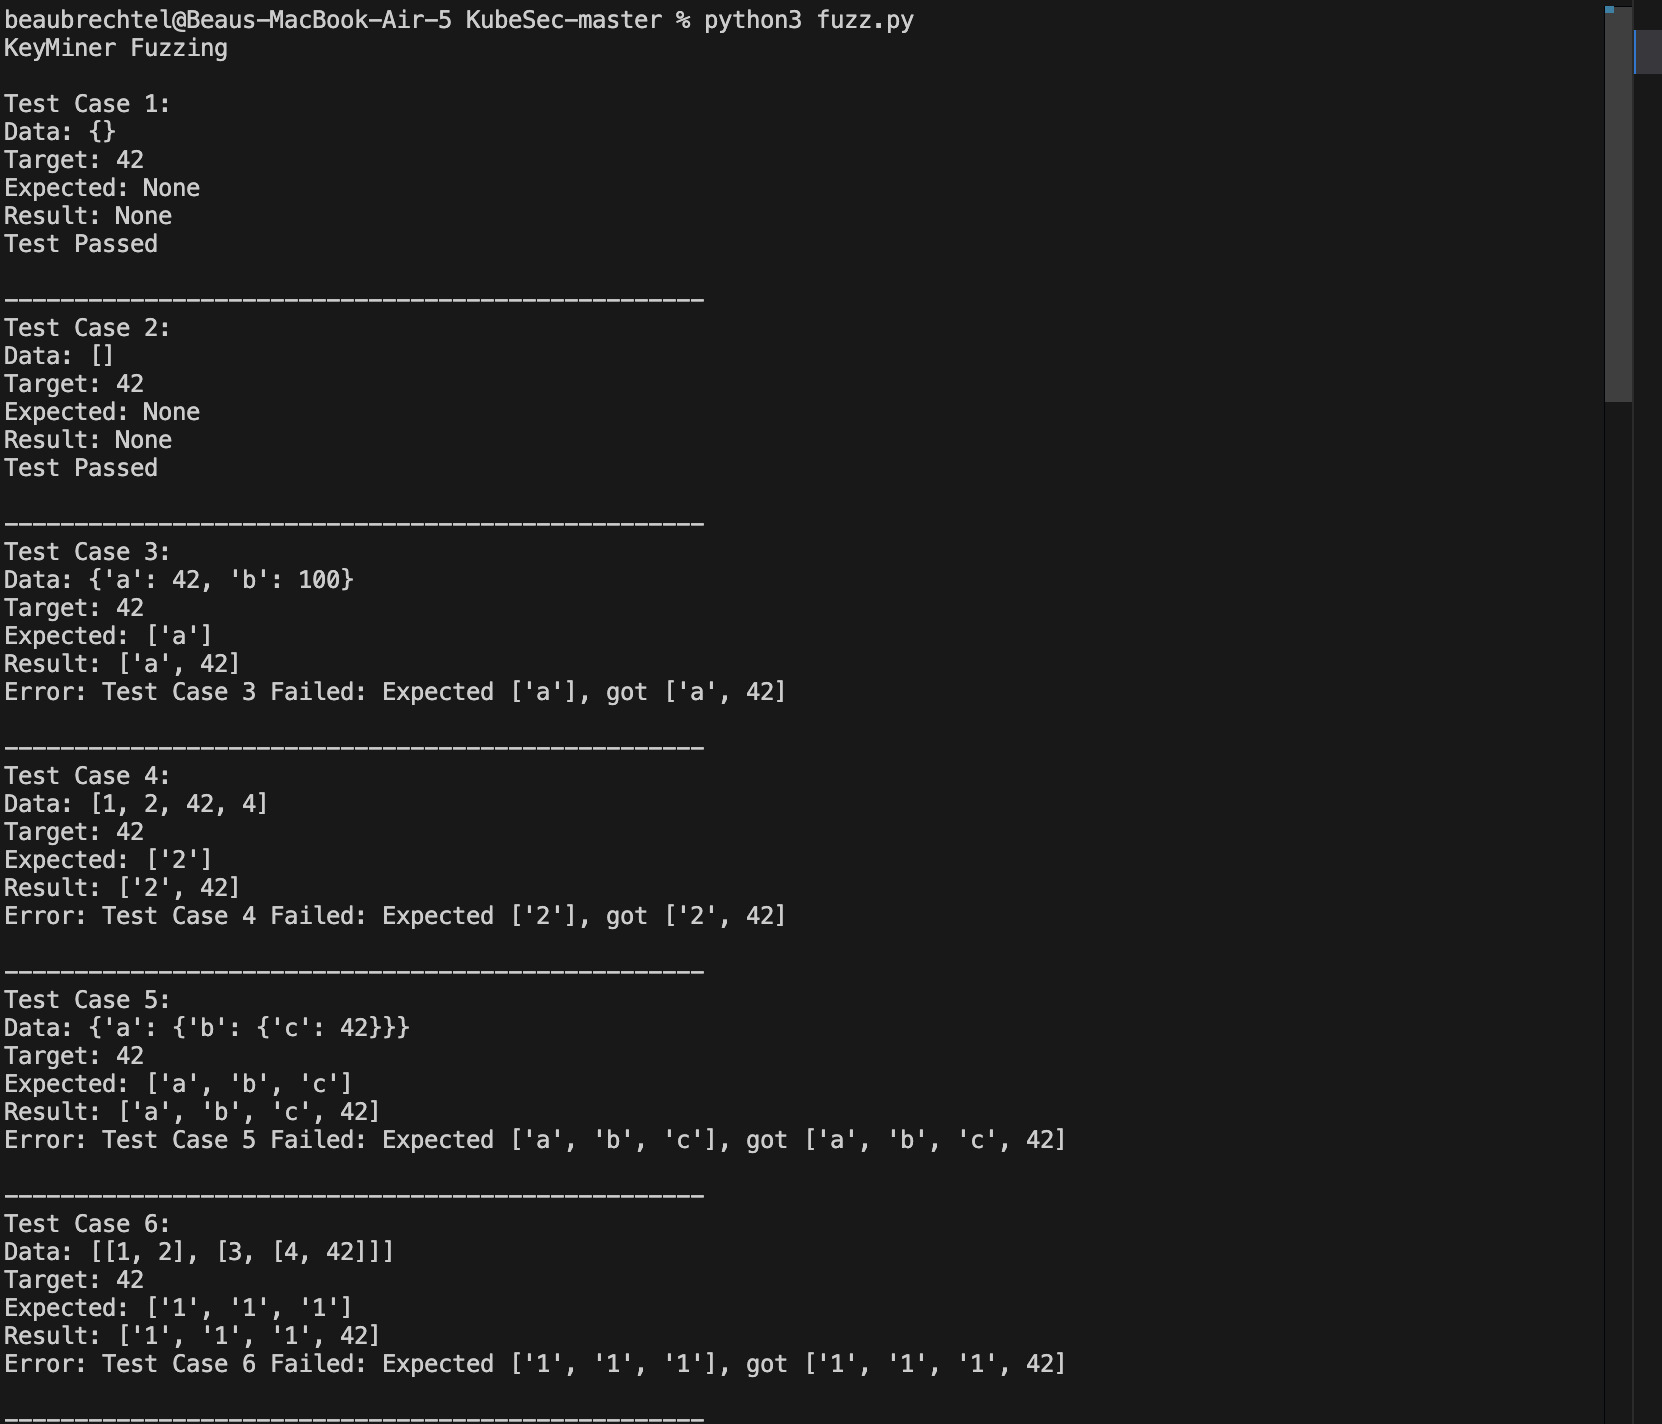 beaubrechtel@Beaus-MacBook-Air-5 KubeSec-master % python3 fuzz.py
KeyMiner Fuzzing
Test Case 1:
Data: {}
Target: 42
Expected: None
Result: None
Test Passed
--------------------------------------------------
Test Case 2:
Data: []
Target: 42
Expected: None
Result: None
Test Passed
--------------------------------------------------
Test Case 3:
Data: {'a': 42, 'b': 100}
Target: 42
Expected: ['a']
Result: ['a', 42]
Error: Test Case 3 Failed: Expected ['a'], got ['a', 42]
--------------------------------------------------
Test Case 4:
Data: [1, 2, 42, 4]
Target: 42
Expected: ['2']
Result: ['2', 42]
Error: Test Case 4 Failed: Expected ['2'], got ['2', 42]
--------------------------------------------------
Test Case 5:
Data: {'a': {'b': {'c': 42}}}
Target: 42
Expected: ['a', 'b', 'c']
Result: ['a', 'b', 'c', 42]
Error: Test Case 5 Failed: Expected ['a', 'b', 'c'], got ['a', 'b', 'c', 42]
--------------------------------------------------
Test Case 6:
Data: [[1, 2], [3, [4, 42]]]
Target: 42
Expected: ['1', '1', '1']
Result: ['1', '1', '1', 42]
Error: Test Case 6 Failed: Expected ['1', '1', '1'], got ['1', '1', '1', 42]
--------------------------------------------------